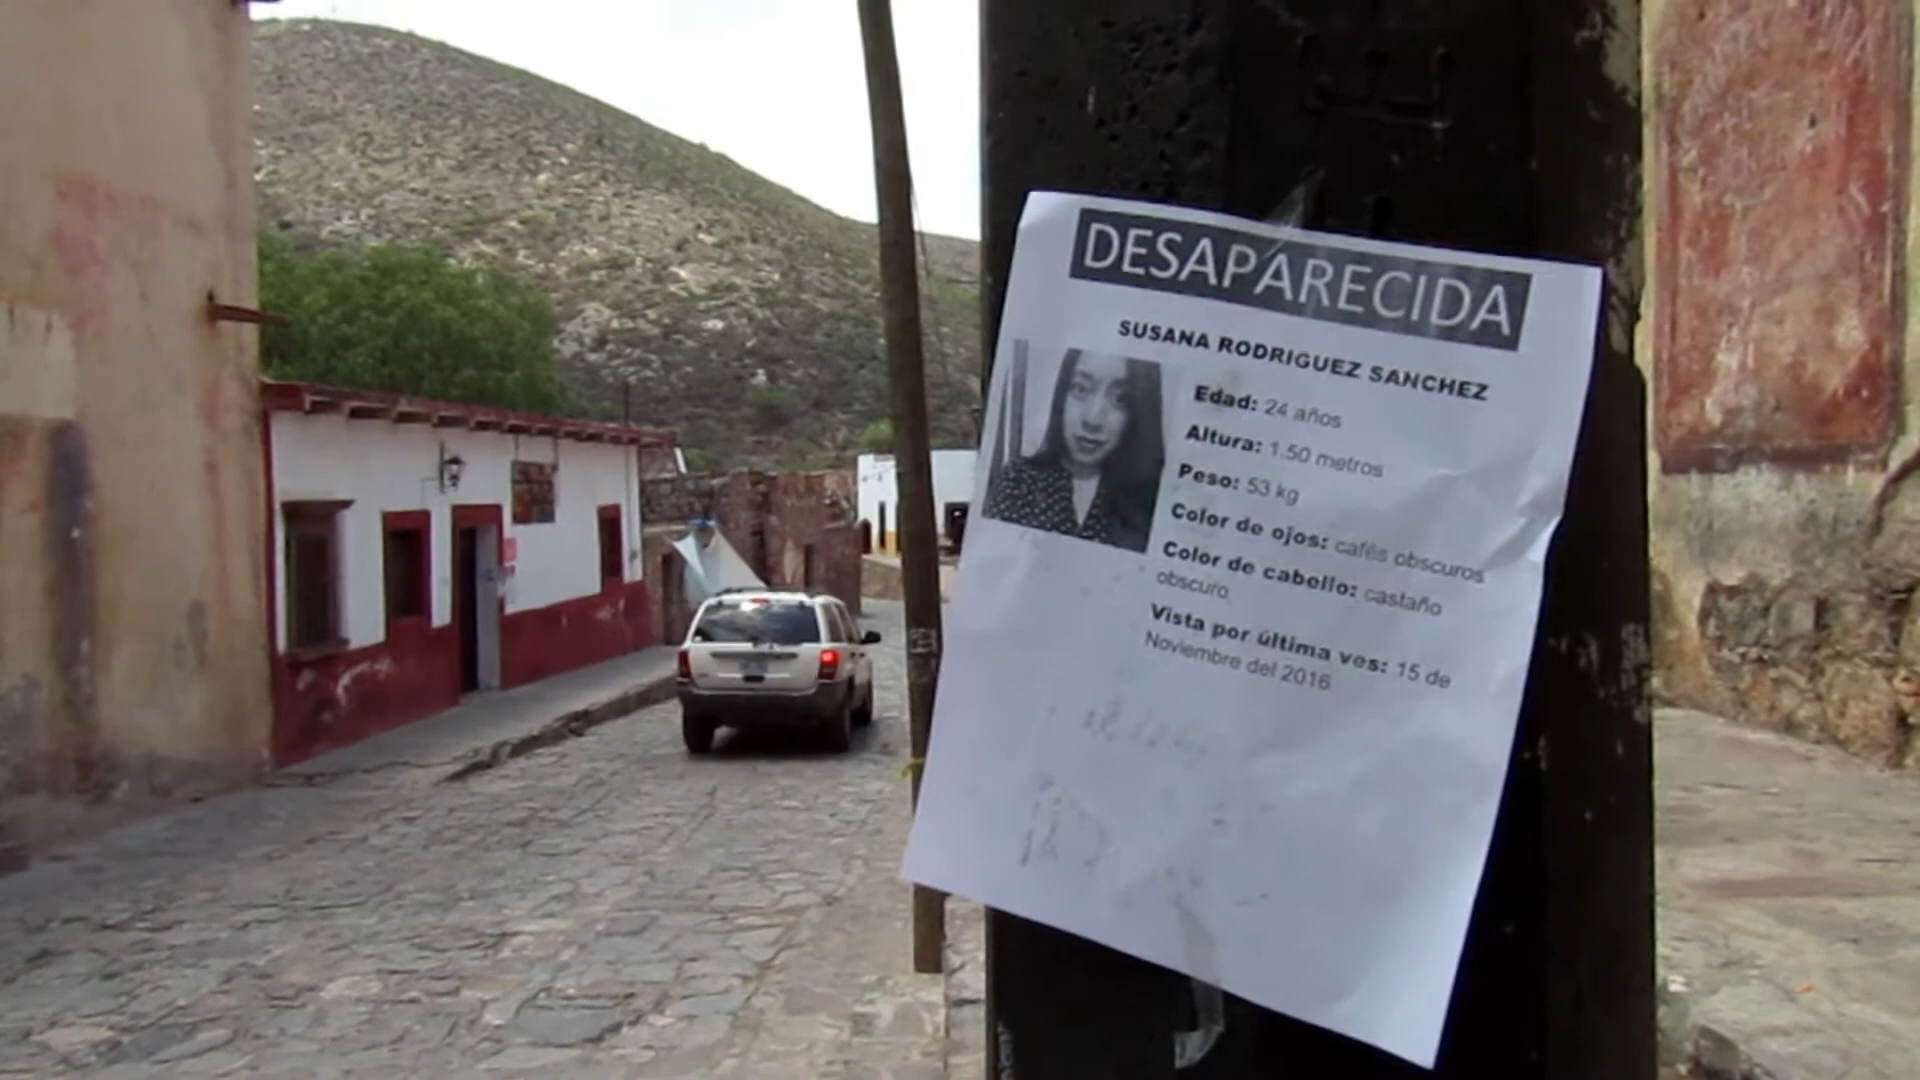 DESAPARECIDA
SUSANA RODRIGUEZ SANCHEZ
Edad: 24 años
Altura: 1.50 metros
Peso: 53 kg
Color de ojos: cafés obscuros
Color de cabello: castaño
obscuro
Vista por última ves: 15 de
Noviembre del 2016